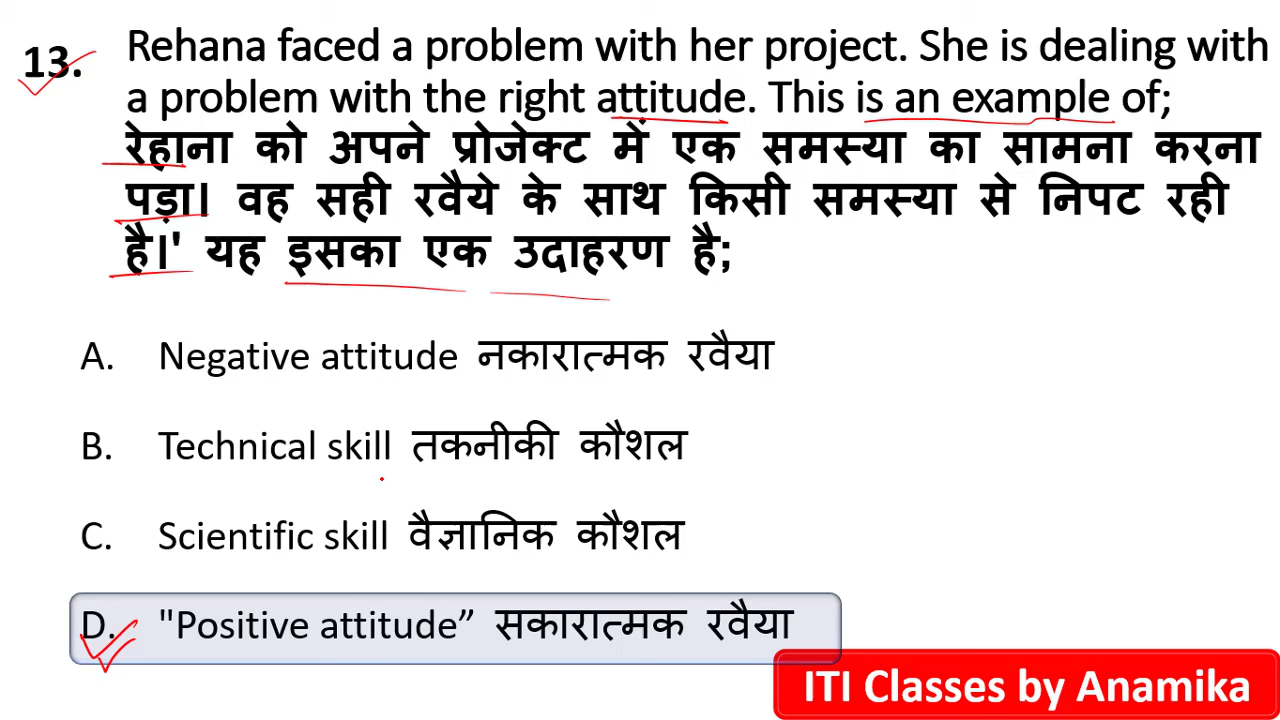 13. Rehana faced a problem with her project. She is dealing with
a problem with the right attitude. This is an example of;
रेहाना को अपने प्रोजेक्ट में एक समस्या का सामना करना
पड़ा। वह सही रवैये के साथ किसी समस्या से निपट रही
है।' यह इसका एक उदाहरण है;
A. Negative attitude नकारात्मक रवैया
B. Technical skill तकनीकी कौशल
C. Scientific skill वैज्ञानिक कौशल
D. "Positive attitude” सकारात्मक रवैया
ITI Classes by Anamika